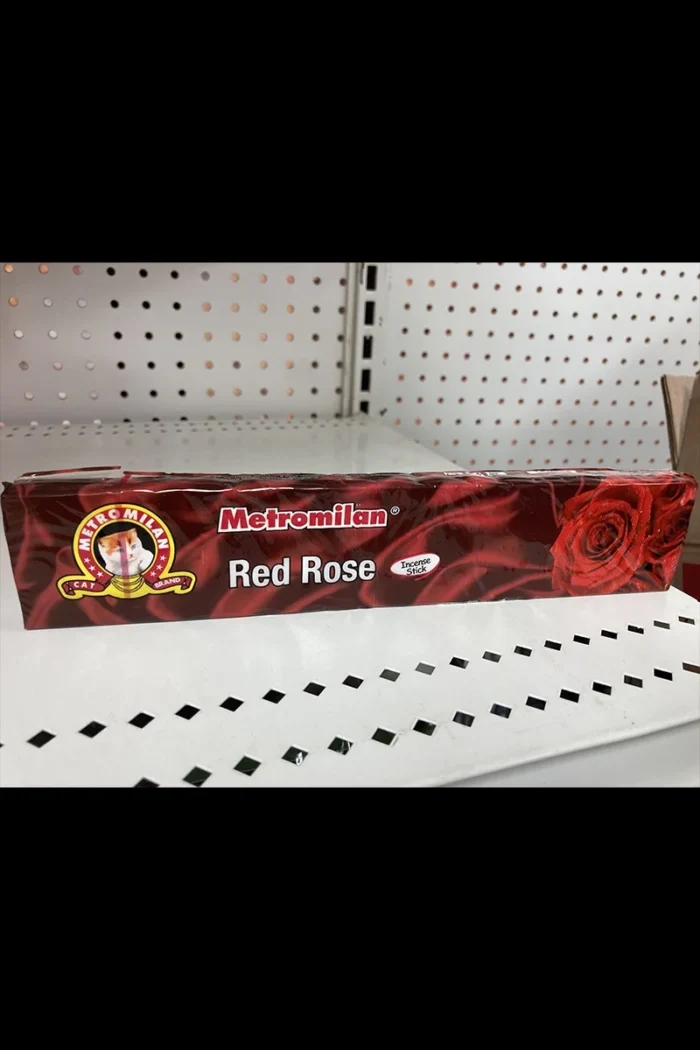 METROMILAN
CAT BRAND
Metromilan®
Red Rose
Incense
Stick